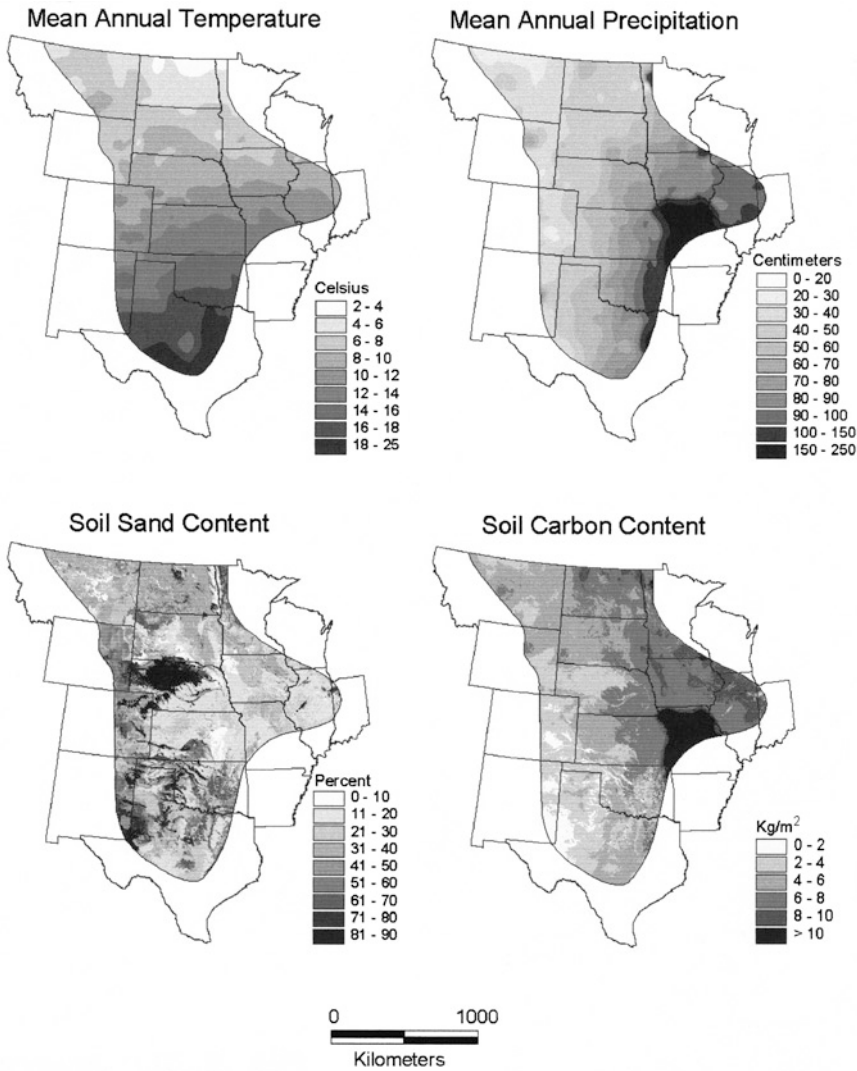 Mean Annual Temperature
Mean Annual Precipitation
Celsius
2 - 4
4 - 6
6 - 8
8 - 10
10 - 12
12 - 14
14 - 16
16 - 18
18 - 25
Centimeters
0 - 20
20 - 30
30 - 40
40 - 50
50 - 60
60 - 70
70 - 80
80 - 90
90 - 100
100 - 150
150 - 250
Soil Sand Content
Soil Carbon Content
Percent
0 - 10
11 - 20
21 - 30
31 - 40
41 - 50
51 - 60
61 - 70
71 - 80
81 - 90
Kg/m²
0 - 2
2 - 4
4 - 6
6 - 8
8 - 10
> 10
0 1000
Kilometers